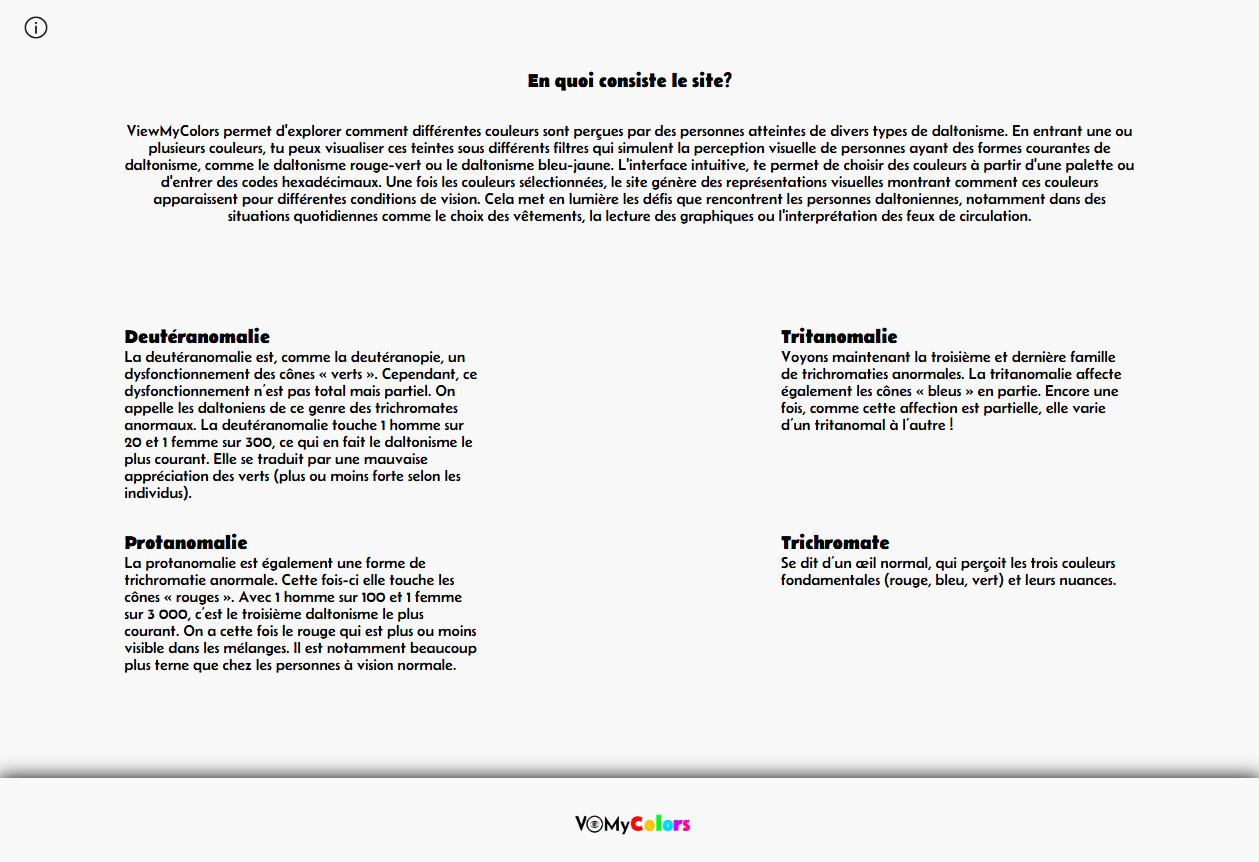 En quoi consiste le site?
ViewMyColors permet d'explorer comment différentes couleurs sont perçues par des personnes atteintes de divers types de daltonisme. En entrant une ou
plusieurs couleurs, tu peux visualiser ces teintes sous différents filtres qui simulent la perception visuelle de personnes ayant des formes courantes de
daltonisme, comme le daltonisme rouge-vert ou le daltonisme bleu-jaune. L'interface intuitive, te permet de choisir des couleurs à partir d'une palette ou
d'entrer des codes hexadécimaux. Une fois les couleurs sélectionnées, le site génère des représentations visuelles montrant comment ces couleurs
apparaissent pour différentes conditions de vision. Cela met en lumière les défis que rencontrent les personnes daltoniennes, notamment dans des
situations quotidiennes comme le choix des vêtements, la lecture des graphiques ou l'interprétation des feux de circulation.
Deutéranomalie
La deutéranomalie est, comme la deutéranopie, un
dysfonctionnement des cônes « verts ». Cependant, ce
dysfonctionnement n’est pas total mais partiel. On
appelle les daltoniens de ce genre des trichromates
anormaux. La deutéranomalie touche 1 homme sur
20 et 1 femme sur 300, ce qui en fait le daltonisme le
plus courant. Elle se traduit par une mauvaise
appréciation des verts (plus ou moins forte selon les
individus).
Tritanomalie
Voyons maintenant la troisième et dernière famille
de trichromaties anormales. La tritanomalie affecte
également les cônes « bleus » en partie. Encore une
fois, comme cette affection est partielle, elle varie
d’un tritanomal à l’autre !
Protanomalie
La protanomalie est également une forme de
trichromatie anormale. Cette fois-ci elle touche les
cônes « rouges ». Avec 1 homme sur 100 et 1 femme
sur 3 000, c’est le troisième daltonisme le plus
courant. On a cette fois le rouge qui est plus ou moins
visible dans les mélanges. Il est notamment beaucoup
plus terne que chez les personnes à vision normale.
Trichromate
Se dit d’un œil normal, qui perçoit les trois couleurs
fondamentales (rouge, bleu, vert) et leurs nuances.
V MyColors